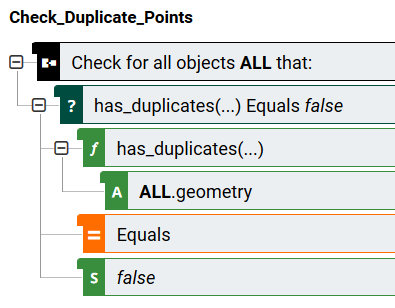 Check_Duplicate_Points
Check for all objects ALL that:
? has_duplicates(...) Equals false
f has_duplicates(...)
A ALL.geometry
= Equals
S false